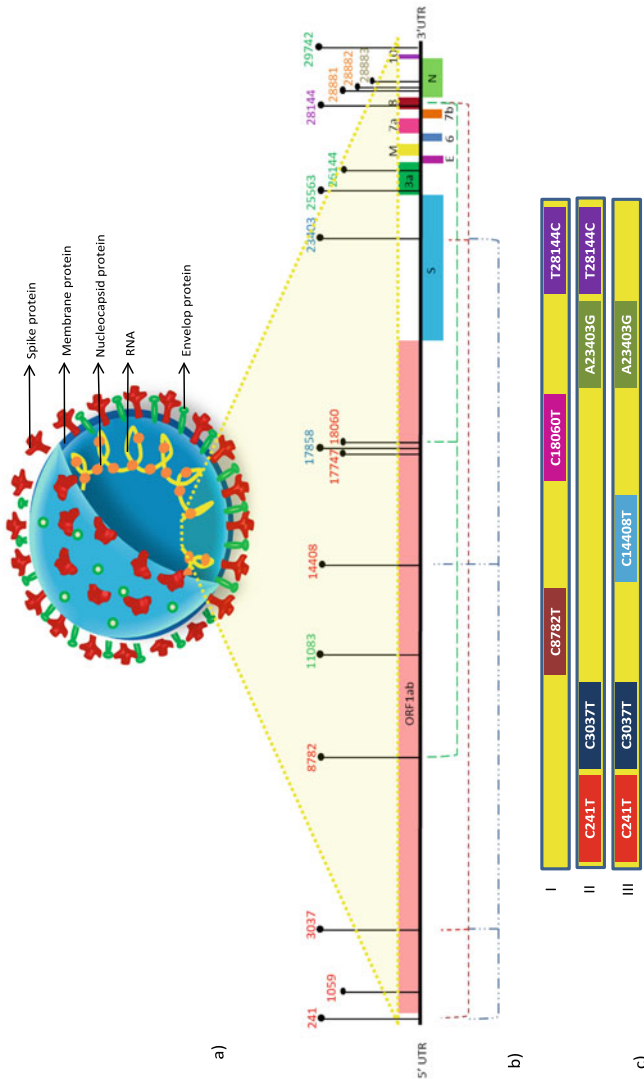 a)
Spike protein
Membrane protein
Nucleocapsid protein
RNA
Envelop protein
b)
241
1059
3037
8782
11083
14408
17747
17858
18060
23403
25563
26144
28144
28881
28882
28883
29742
5' UTR
ORF1ab
S
3a
E
M
6
7a
7b
8
N
10
3'UTR
c)
I
C8782T
C18060T
T28144C
II
C241T
C3037T
A23403G
T28144C
III
C241T
C3037T
C14408T
A23403G